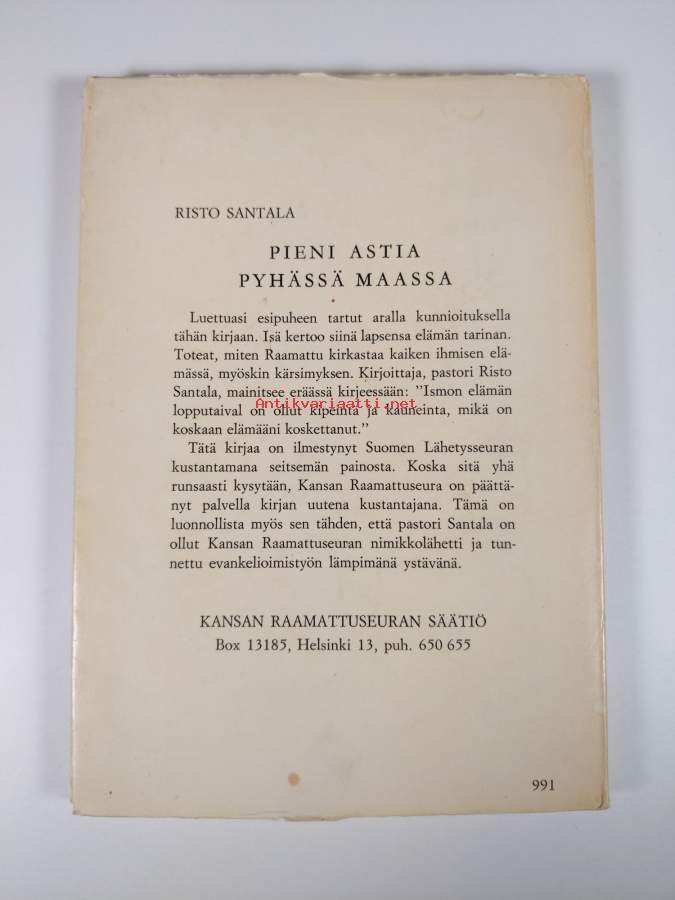 RISTO SANTALA
PIENI ASTIA
PYHÄSSÄ MAASSA
Luettuasi esipuheen tartut aralla kunnioituksella
tähän kirjaan. Isä kertoo siinä lapsensa elämän tarinan.
Toteat, miten Raamattu kirkastaa kaiken ihmisen elä-
mässä, myöskin kärsimyksen. Kirjoittaja, pastori Risto
Santala, mainitsee eräässä kirjeessään: ”Ismon elämän
Antikvariaatti.net
lopputaival on ollut kipeintä ja kauneinta, mikä on
koskaan elämääni koskettanut.”
Tätä kirjaa on ilmestynyt Suomen Lähetysseuran
kustantamana seitsemän painosta. Koska sitä yhä
runsaasti kysytään, Kansan Raamattuseura on päättä-
nyt palvella kirjan uutena kustantajana. Tämä on
luonnollista myös sen tähden, että pastori Santala on
ollut Kansan Raamattuseuran nimikkolähetti ja tun-
nettu evankelioimistyön lämpimänä ystävänä.
KANSAN RAAMATTUSEURAN SÄÄTIÖ
Box 13185, Helsinki 13, puh. 650 655
991